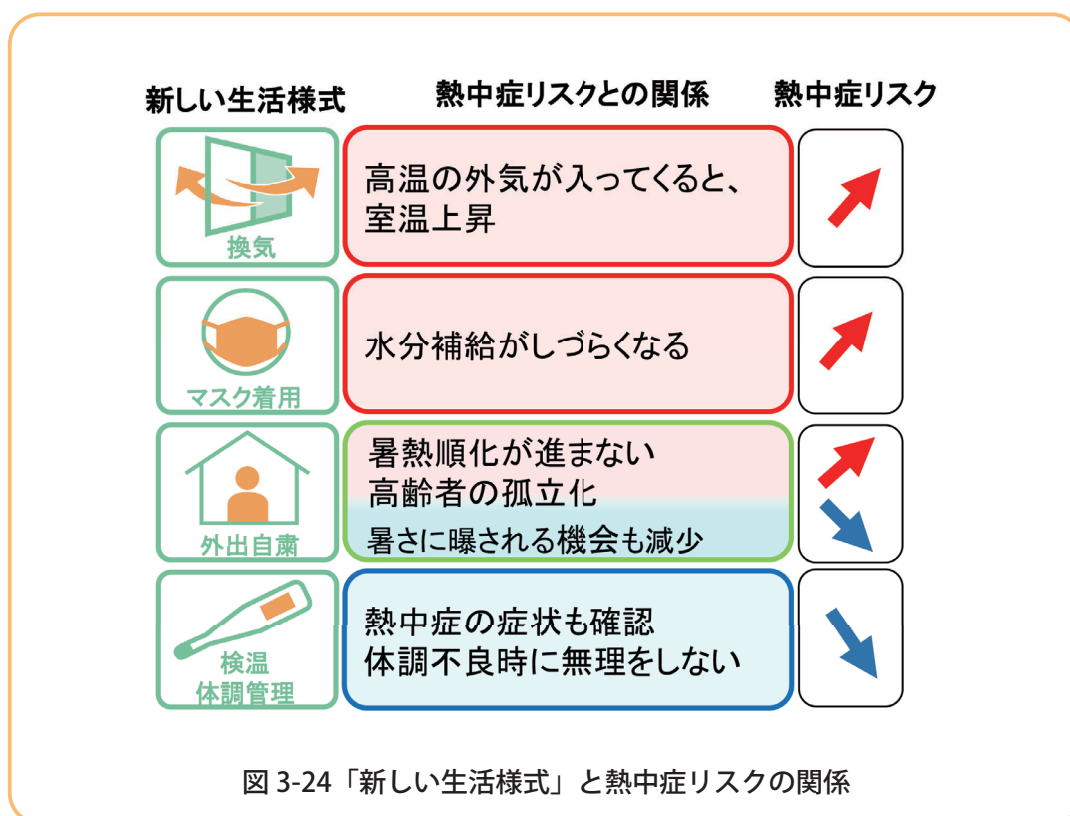 新しい生活様式
熱中症リスクとの関係
熱中症リスク
換気
高温の外気が入ってくると、
室温上昇
マスク着用
水分補給がしづらくなる
外出自粛
暑熱順化が進まない
高齢者の孤立化
暑さに曝される機会も減少
検温
体調管理
熱中症の症状も確認
体調不良時に無理をしない
図 3-24「新しい生活様式」と熱中症リスクの関係